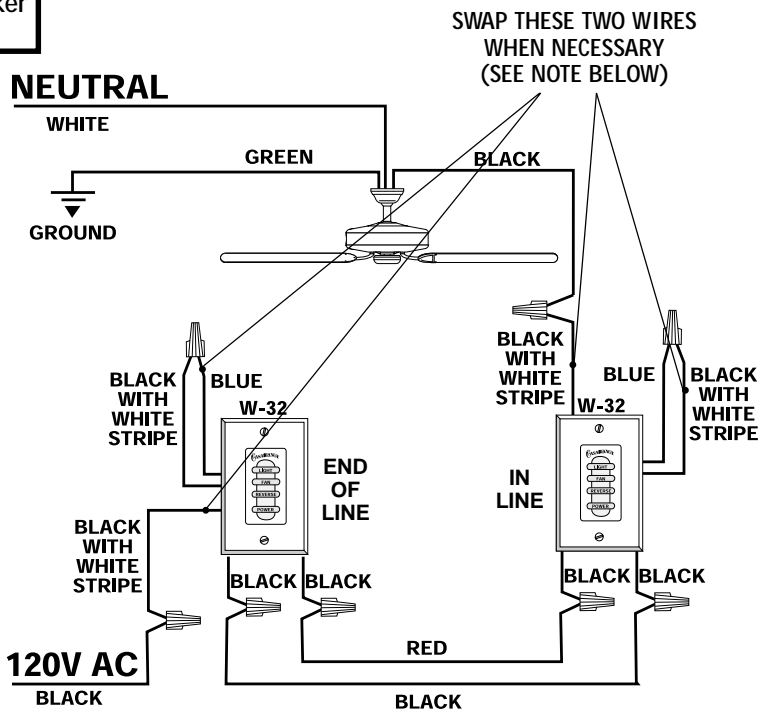 ker
SWAP THESE TWO WIRES
WHEN NECESSARY
(SEE NOTE BELOW)
NEUTRAL
WHITE
GREEN
BLACK
GROUND
BLACK
WITH
WHITE
STRIPE
BLUE
W-32
BLACK
WITH
WHITE
STRIPE
BLUE
BLACK
WITH
WHITE
STRIPE
W-32
Casablanca
LIGHT
FAN
REVERSE
POWER
END
OF
LINE
IN
LINE
Casablanca
LIGHT
FAN
REVERSE
POWER
BLACK
WITH
WHITE
STRIPE
BLACK
BLACK
BLACK
BLACK
RED
120V AC
BLACK
BLACK